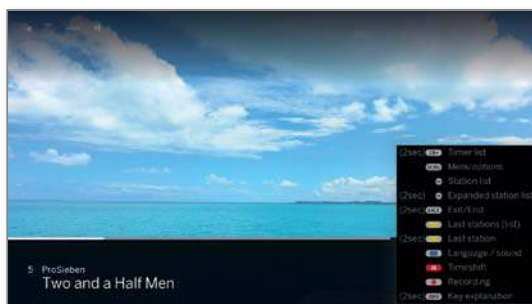 (2sec) Timer list
Menu options
Station list
(2sec) Expanded station list
(2sec) Exit/End
Last stations (list)
(2sec) Last station
Language / sound
Timeshift
Recording
(2sec) Key explanation
5 ProSieben
Two and a Half Men